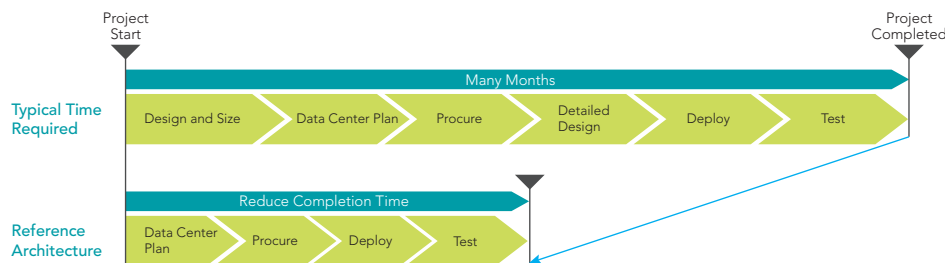 Project
Start
Project
Completed
Many Months
Typical Time
Required
Design and Size
Data Center Plan
Procure
Detailed
Design
Deploy
Test
Reduce Completion Time
Reference
Architecture
Data Center
Plan
Procure
Deploy
Test